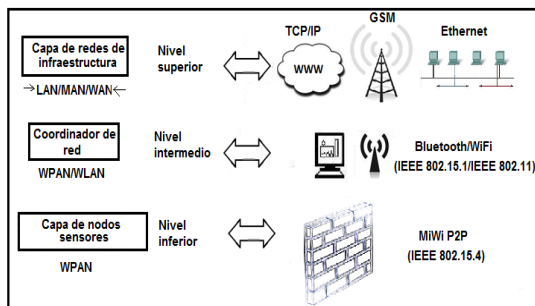 Capa de redes de
infraestructura
LAN/MAN/WAN
Nivel
superior
TCP/IP
WWW
GSM
Ethernet
Coordinador de
red
WPAN/WLAN
Nivel
intermedio
Bluetooth/WiFi
(IEEE 802.15.1/IEEE 802.11)
Capa de nodos
sensores
WPAN
Nivel
inferior
MiWi P2P
(IEEE 802.15.4)